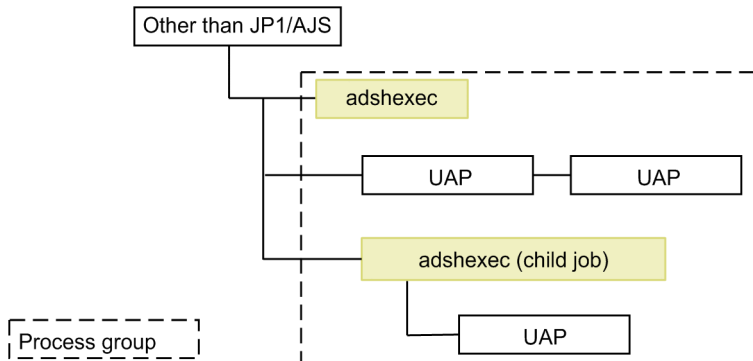 Other than JP1/AJS
adshexec
UAP
UAP
adshexec (child job)
UAP
Process group